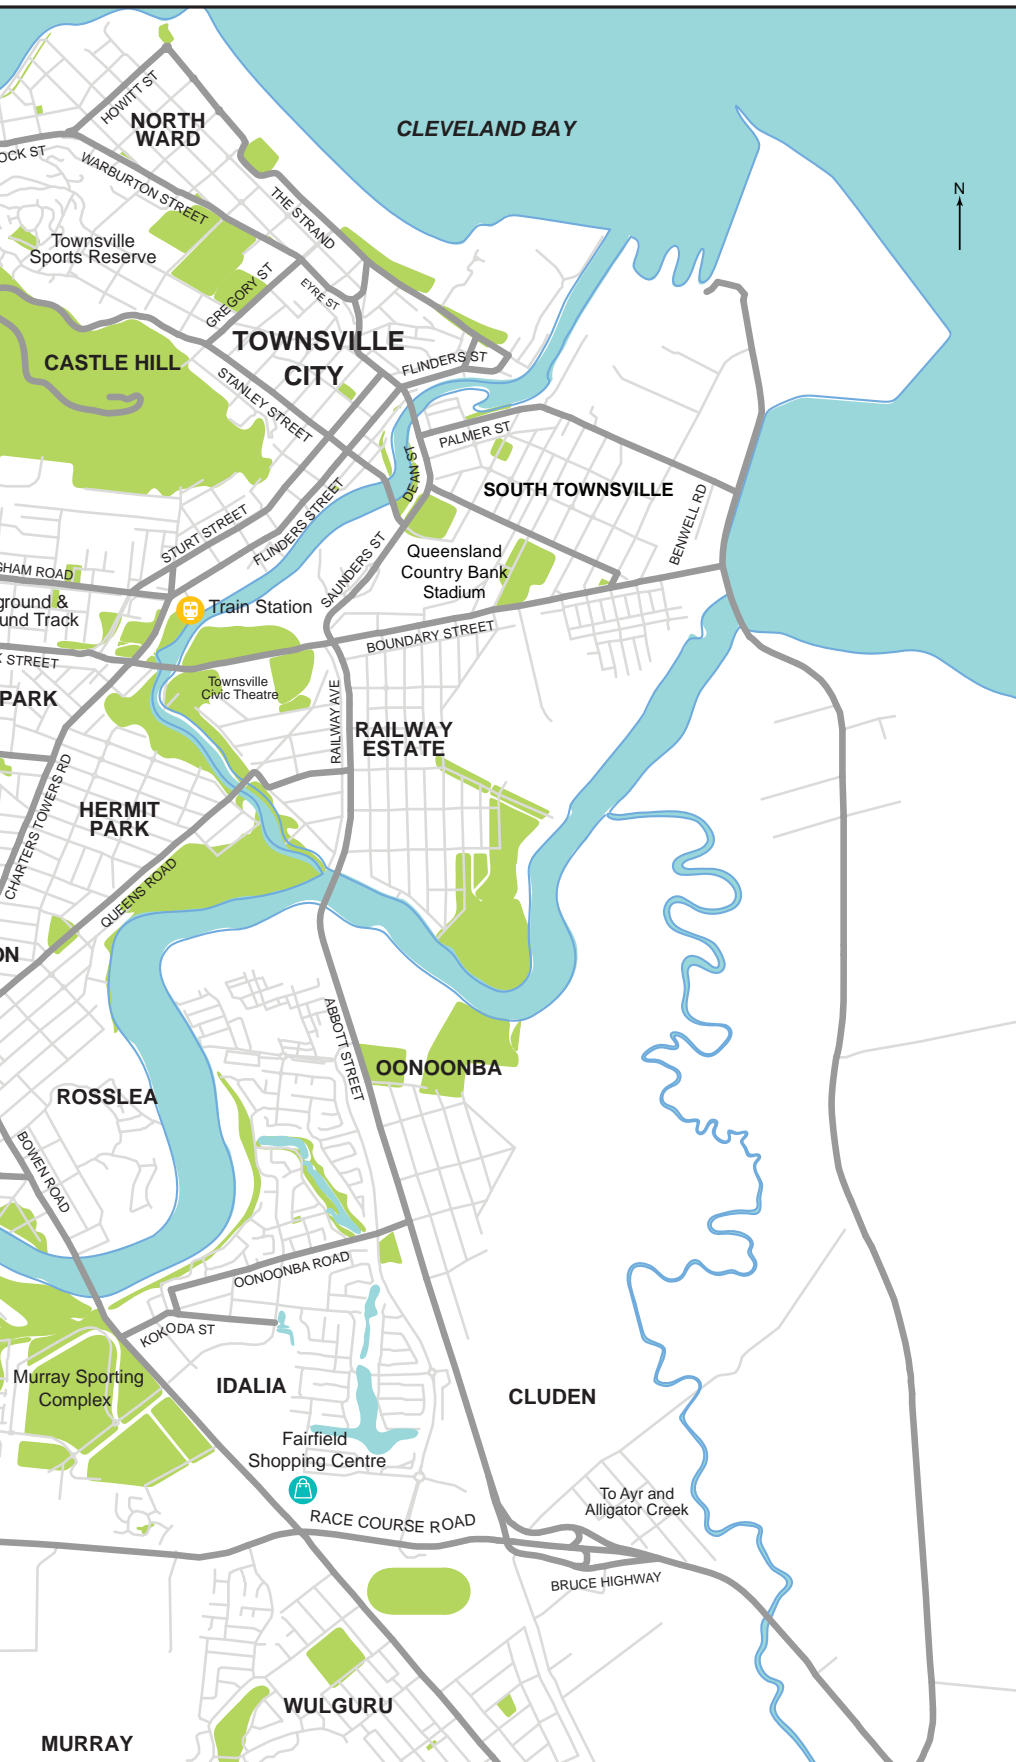 CLEVELAND BAY
N
HOWITT ST
NORTH
WARD
OCK ST
WARBURTON STREET
THE STRAND
Townsville
Sports Reserve
GREGORY ST
EYRE ST
TOWNSVILLE
CITY
CASTLE HILL
FLINDERS ST
STANLEY STREET
PALMER ST
DEAN ST
SOUTH TOWNSVILLE
BENWELL RD
STURT STREET
FLINDERS STREET
SAUNDERS ST
Queensland
Country Bank
Stadium
GHAM ROAD
ground &
und Track
Train Station
BOUNDARY STREET
K STREET
Townsville
Civic Theatre
PARK
RAILWAY AVE
RAILWAY
ESTATE
CHARTERS TOWERS RD
HERMIT
PARK
QUEENS ROAD
ON
ABBOTT STREET
OONOONBA
ROSSLEA
BOWEN ROAD
OONOONBA ROAD
KOKODA ST
Murray Sporting
Complex
IDALIA
CLUDEN
Fairfield
Shopping Centre
To Ayr and
Alligator Creek
RACE COURSE ROAD
BRUCE HIGHWAY
WULGURU
MURRAY